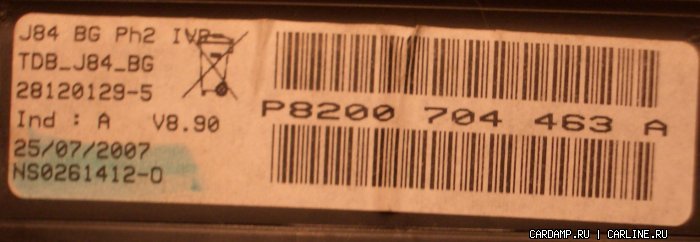 J84 BG Ph2 IVP
TDB_J84_BG
28120129-5
Ind : A V8.90
25/07/2007
NS0261412-0
P8200 704 463 A
CARDAMP.RU | CARLINE.RU